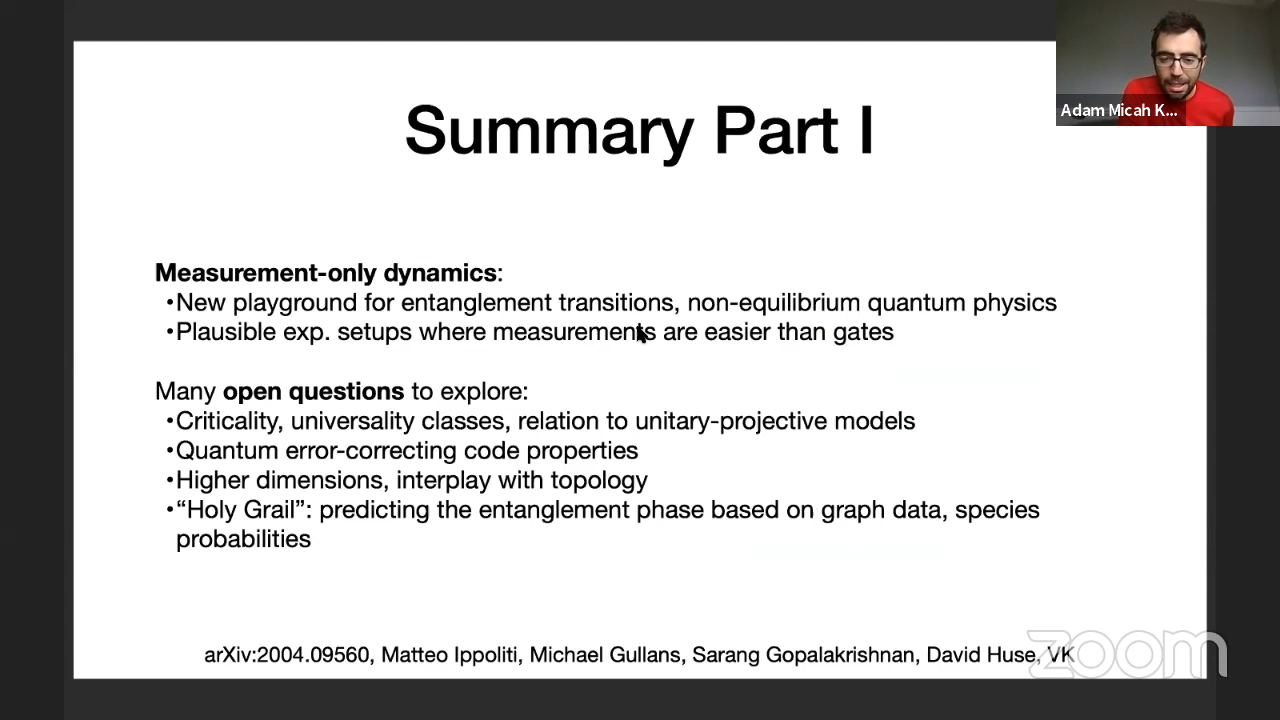 Summary Part I
Adam Micah K...
Measurement-only dynamics:
•New playground for entanglement transitions, non-equilibrium quantum physics
•Plausible exp. setups where measurements are easier than gates
Many open questions to explore:
•Criticality, universality classes, relation to unitary-projective models
•Quantum error-correcting code properties
•Higher dimensions, interplay with topology
•“Holy Grail”: predicting the entanglement phase based on graph data, species
probabilities
arXiv:2004.09560, Matteo Ippoliti, Michael Gullans, Sarang Gopalakrishnan, David Huse, VK
zoom